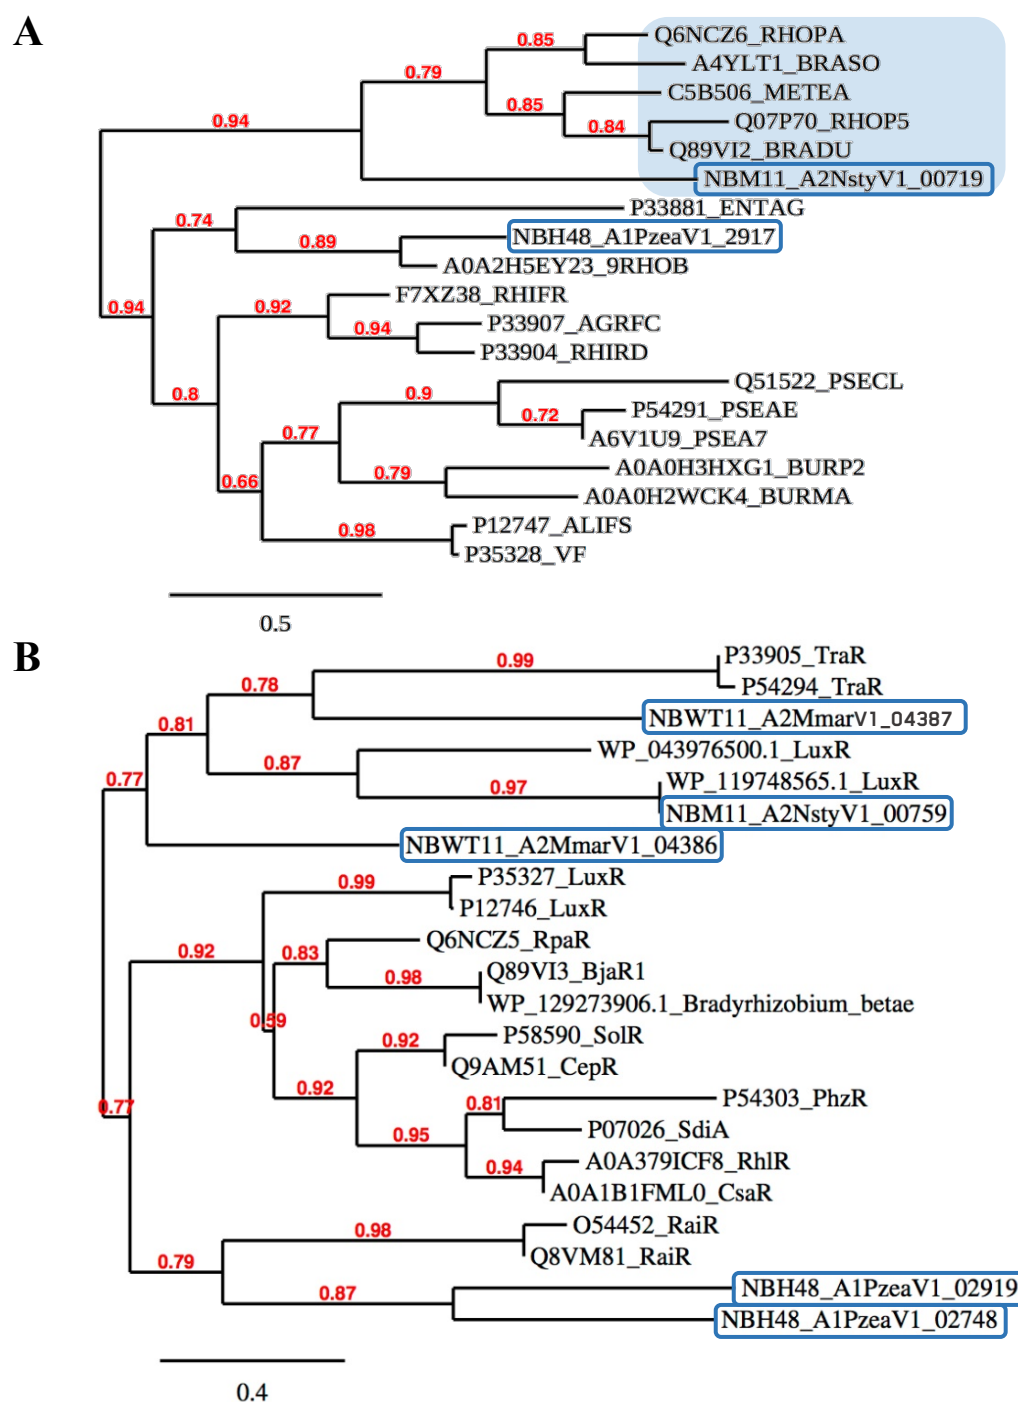 A
0.85
Q6NCZ6_RHOPA
A4YLT1_BRASO
0.79
C5B506_METEA
0.85
Q07P70_RHOP5
0.84
Q89VI2_BRADU
0.94
NBM11_A2NstyV1_00719
P33881_ENTAG
0.74
NBH48_A1PzeaV1_2917
0.89
A0A2H5EY23_9RHOB
0.94
F7XZ38_RHIFR
0.92
P33907_AGRFC
0.94
P33904_RHIRD
0.8
Q51522_PSECL
0.9
P54291_PSEAE
0.72
A6V1U9_PSEA7
0.77
A0A0H3HXG1_BURP2
0.79
A0A0H2WCK4_BURMA
0.66
P12747_ALIFS
0.98
P35328_VF
0.5
B
P33905_TraR
0.99
P54294_TraR
0.78
NBWT11_A2MmarV1_04387
0.81
WP_043976500.1_LuxR
0.87
WP_119748565.1_LuxR
0.97
NBM11_A2NstyV1_00759
0.77
NBWT11_A2MmarV1_04386
P35327_LuxR
0.99
P12746_LuxR
0.92
Q6NCZ5_RpaR
0.83
Q89VI3_BjaR1
0.98
WP_129273906.1_Bradyrhizobium_betae
0.59
P58590_SolR
0.92
Q9AM51_CepR
0.92
P54303_PhzR
0.81
P07026_SdiA
0.95
A0A379ICF8_RhlR
0.94
A0A1B1FML0_CsaR
0.77
O54452_RaiR
0.98
Q8VM81_RaiR
0.79
NBH48_A1PzeaV1_02919
0.87
NBH48_A1PzeaV1_02748
0.4